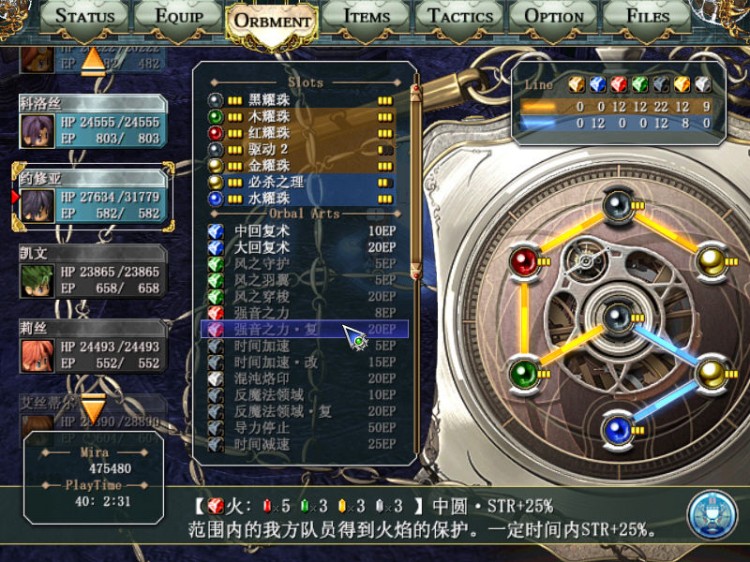 STATUS EQUIP ORBMENT ITEMS TACTICS OPTION FILES
EP 482
科洛丝
HP 24555/24555
EP 803/ 803
约修亚
HP 27634/31779
EP 582/ 582
凯文
HP 23865/23865
EP 658/ 658
莉丝
HP 24493/24493
EP 552/ 552
Mira
475480
PlayTime
40: 2:31
Slots
黑耀珠
木耀珠
红耀珠
驱动 2
金耀珠
必杀之理
水耀珠
Orbal Arts
中回复术 10EP
大回复术 20EP
风之守护 5EP
风之羽翼 5EP
风之穿梭 20EP
强音之力 8EP
强音之力・复 20EP
时间加速 5EP
时间加速・改 15EP
混沌烙印 20EP
反魔法领域 10EP
反魔法领域・复 20EP
导力停止 50EP
时间减速 25EP
Line
0 0 12 12 22 12 9
0 12 0 0 12 8 0
【火: ×5 ×3 ×3 ×3 】中圆・STR+25%
范围内的我方队员得到火焰的保护。一定时间内STR+25%。